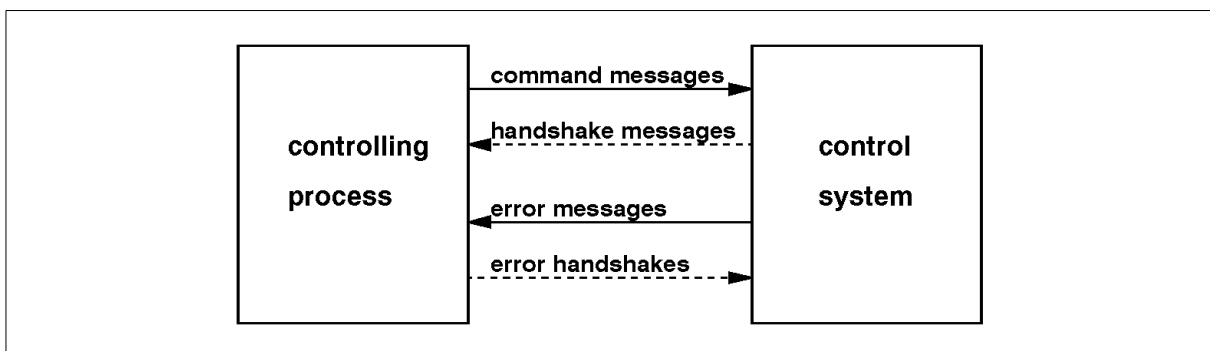 command messages
handshake messages
controlling
process
control
system
error messages
error handshakes